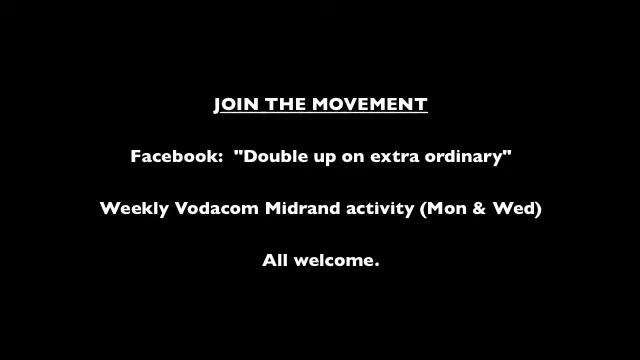 JOIN THE MOVEMENT
Facebook: "Double up on extra ordinary"
Weekly Vodacom Midrand activity (Mon & Wed)
All welcome.